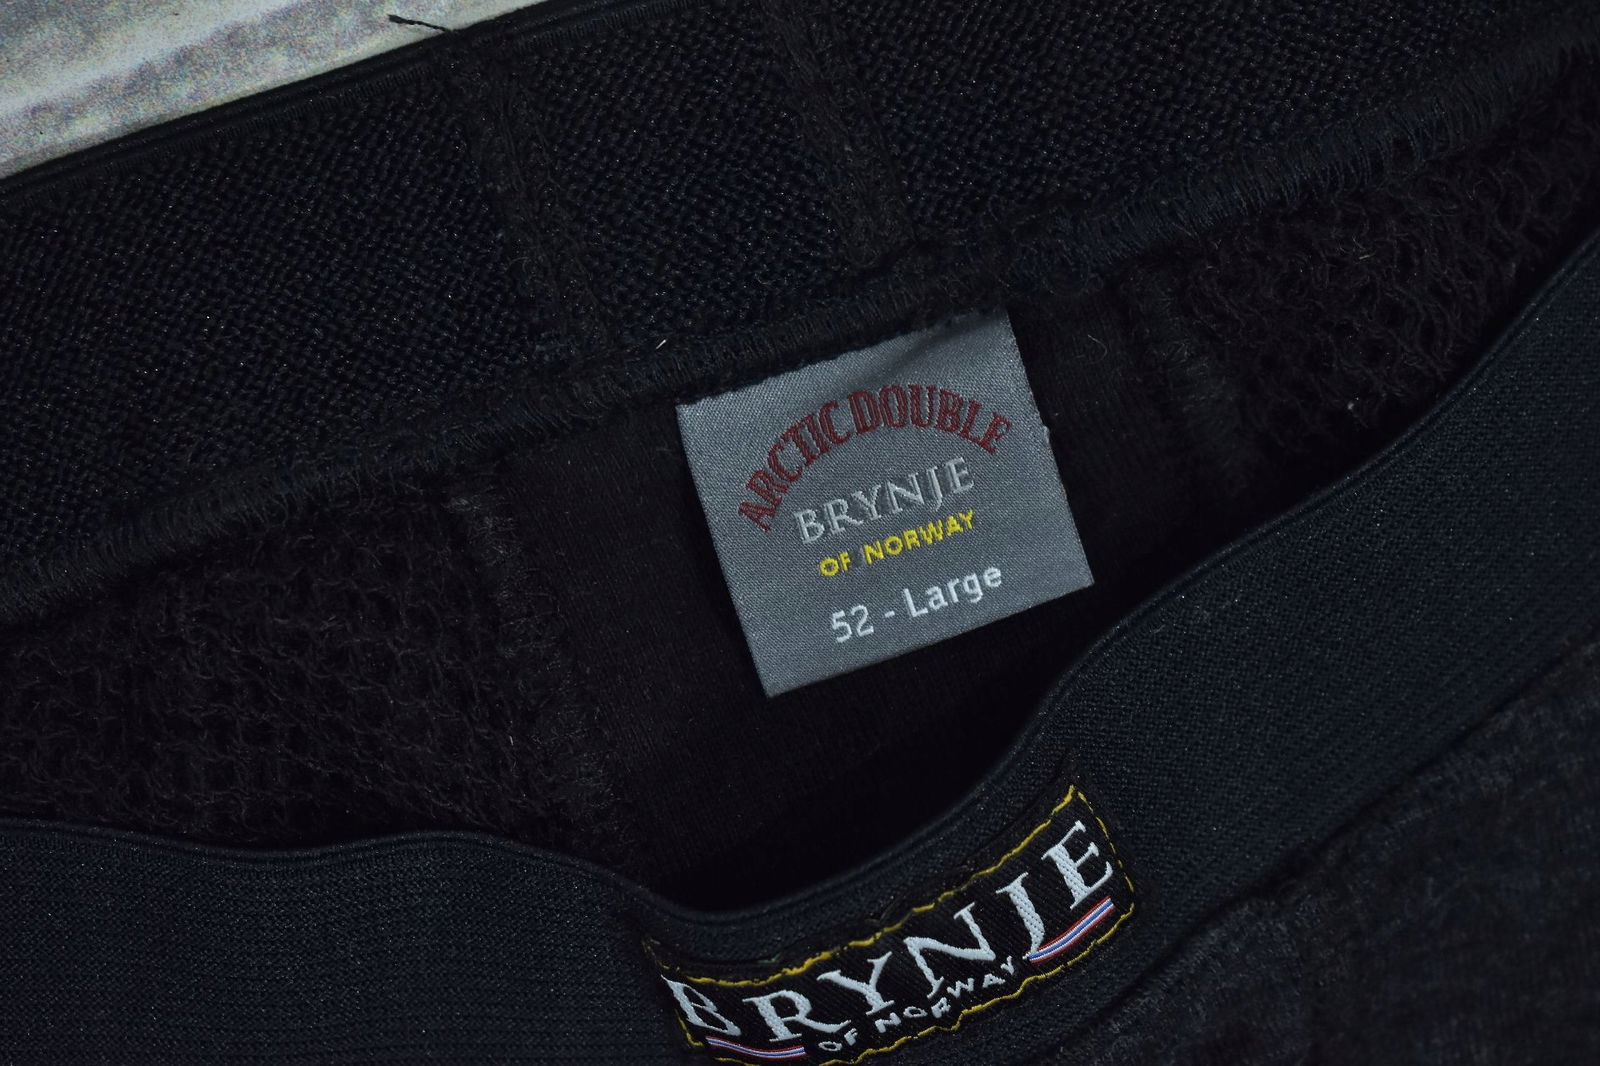 ARCTIC DOUBLE
BRYNJE
OF NORWAY
52 - Large
BRYNJE
OF NORWAY